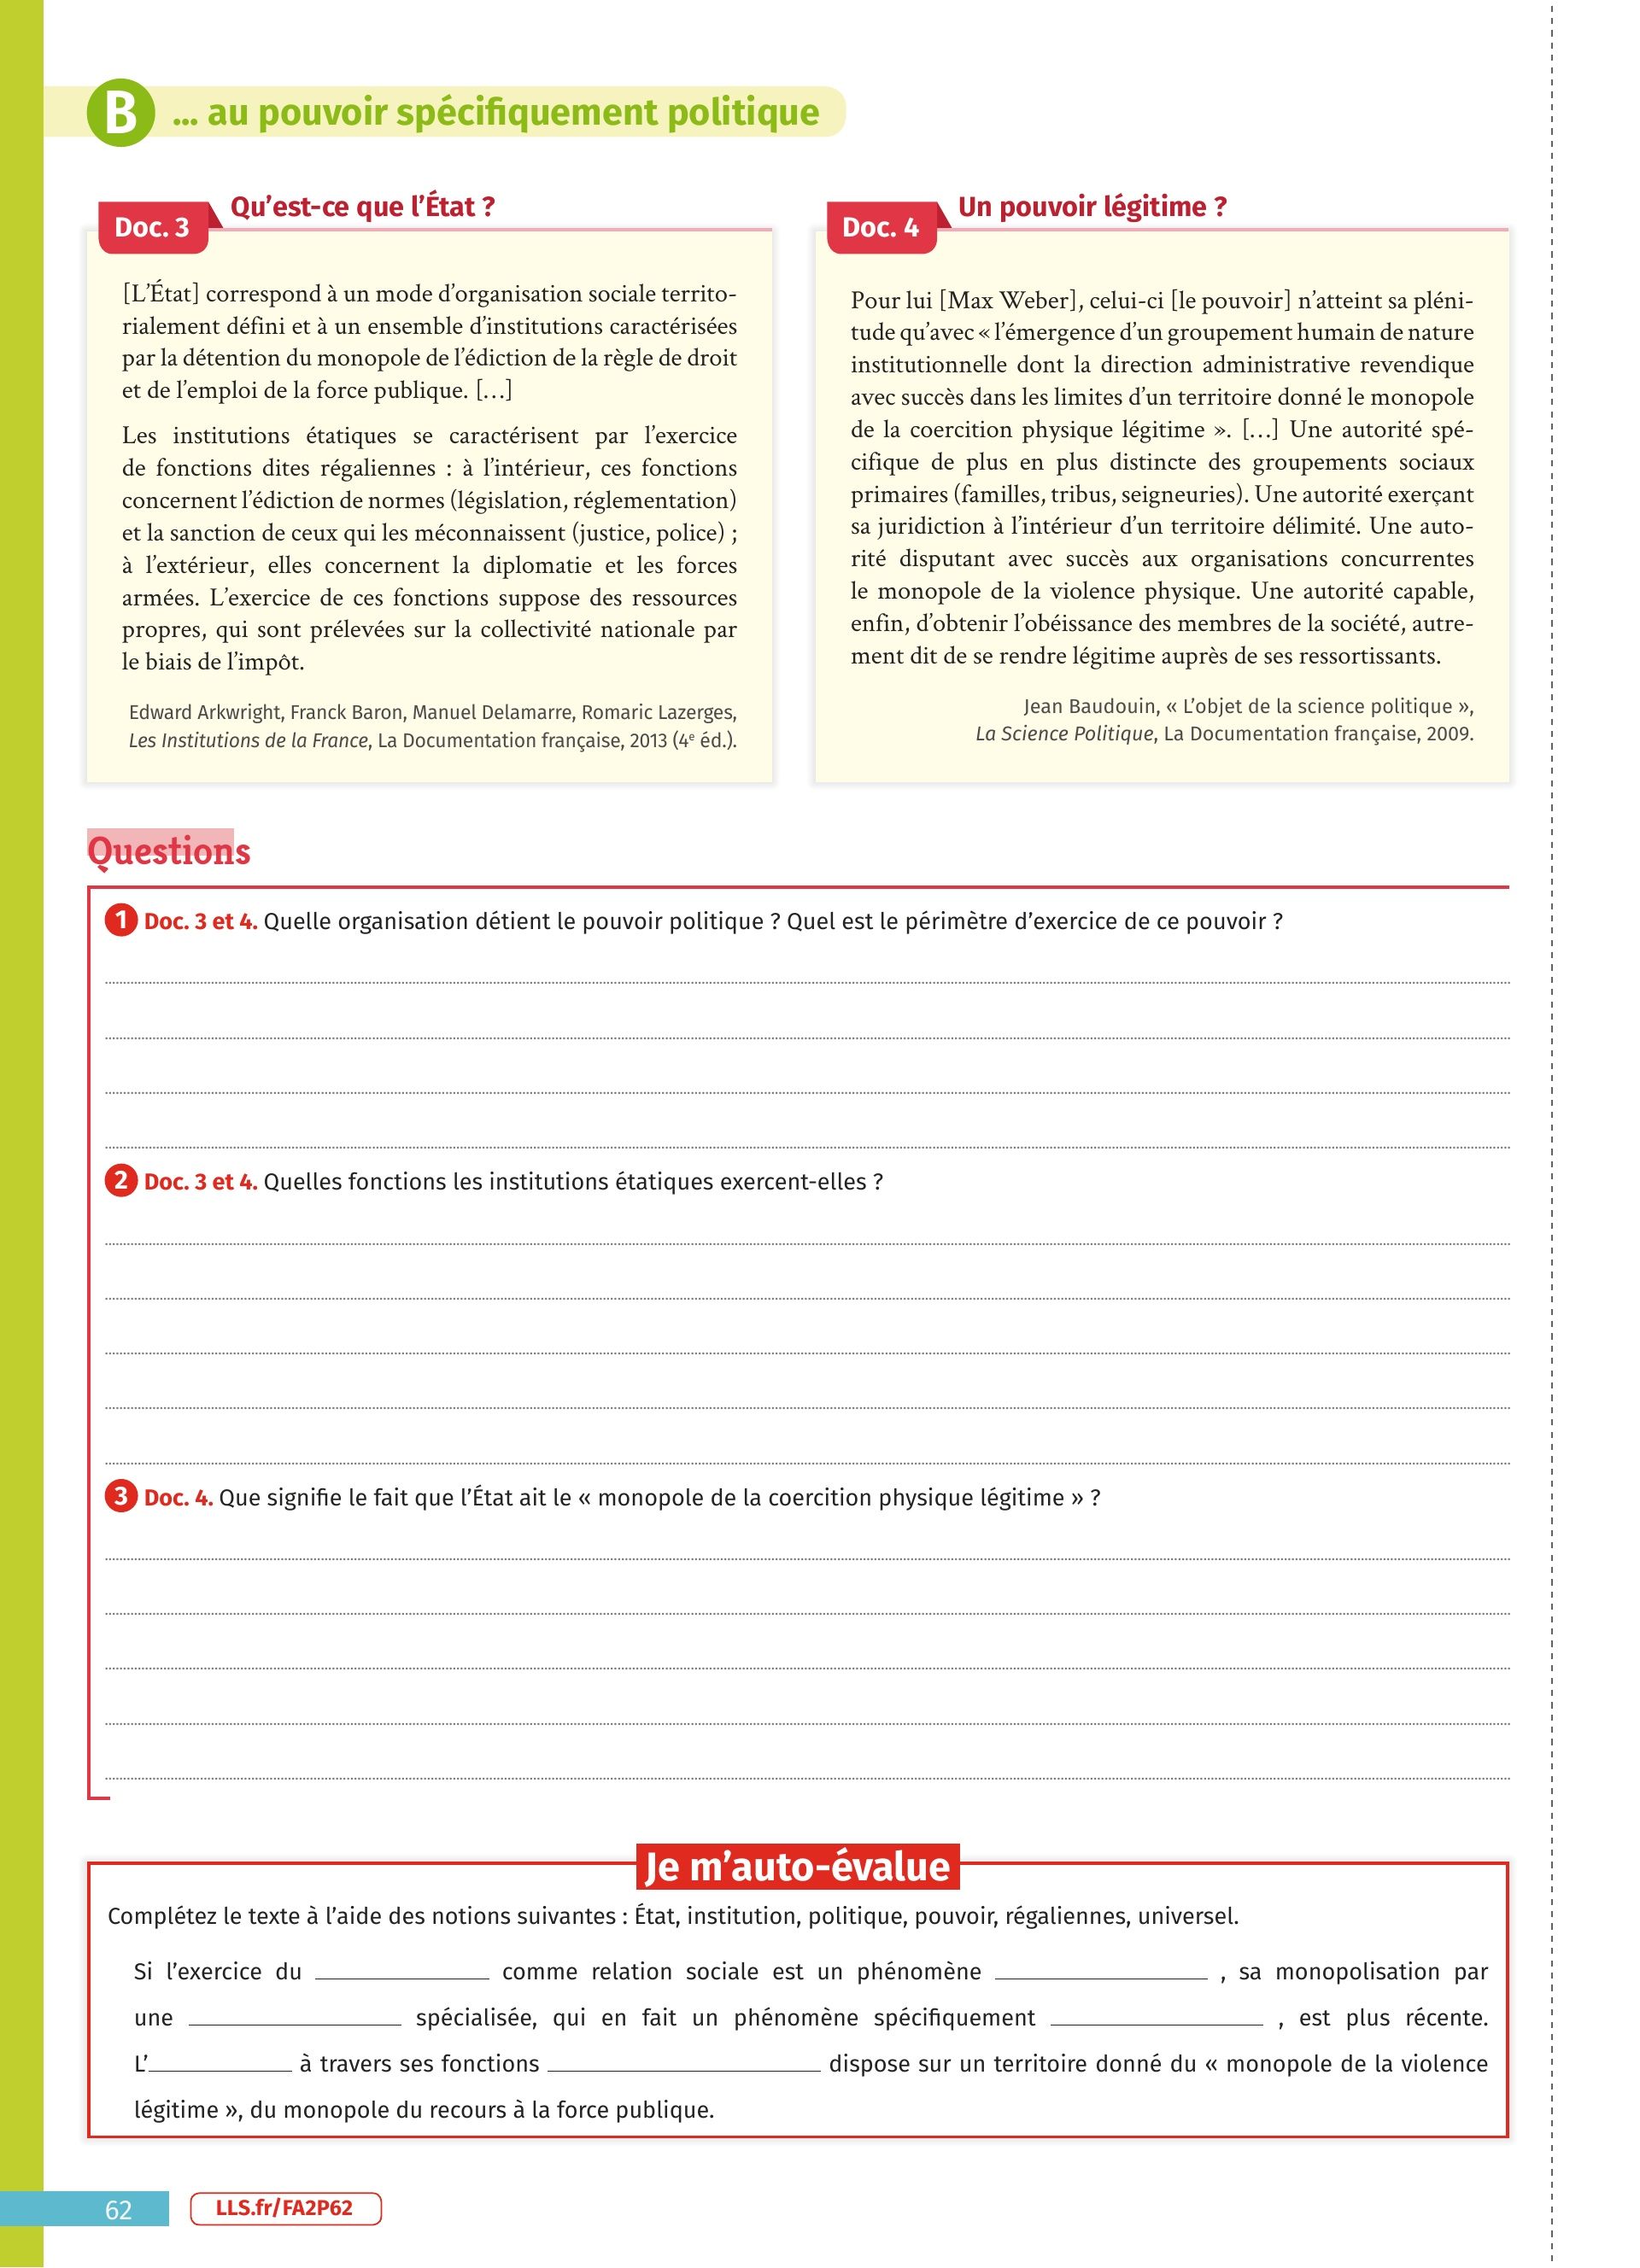 B ... au pouvoir spécifiquement politique
Doc. 3 Qu'est-ce que l'État ?
[L'État] correspond à un mode d'organisation sociale territo-
rialement défini et à un ensemble d'institutions caractérisées
par la détention du monopole de l'édiction de la règle de droit
et de l'emploi de la force publique. […]
Les institutions étatiques se caractérisent par l'exercice
de fonctions dites régaliennes : à l'intérieur, ces fonctions
concernent l'édiction de normes (législation, réglementation)
et la sanction de ceux qui les méconnaissent (justice, police) ;
à l'extérieur, elles concernent la diplomatie et les forces
armées. L'exercice de ces fonctions suppose des ressources
propres, qui sont prélevées sur la collectivité nationale par
le biais de l'impôt.
Edward Arkwright, Franck Baron, Manuel Delamarre, Romaric Lazerges,
Les Institutions de la France, La Documentation française, 2013 (4e éd.).
Doc. 4 Un pouvoir légitime ?
Pour lui [Max Weber], celui-ci [le pouvoir] n'atteint sa pléni-
tude qu'avec « l'émergence d'un groupement humain de nature
institutionnelle dont la direction administrative revendique
avec succès dans les limites d'un territoire donné le monopole
de la coercition physique légitime ». […] Une autorité spé-
cifique de plus en plus distincte des groupements sociaux
primaires (familles, tribus, seigneuries). Une autorité exerçant
sa juridiction à l'intérieur d'un territoire délimité. Une auto-
rité disputant avec succès aux organisations concurrentes
le monopole de la violence physique. Une autorité capable,
enfin, d'obtenir l'obéissance des membres de la société, autre-
ment dit de se rendre légitime auprès de ses ressortissants.
Jean Baudouin, « L'objet de la science politique »,
La Science Politique, La Documentation française, 2009.
Questions
1 Doc. 3 et 4. Quelle organisation détient le pouvoir politique ? Quel est le périmètre d'exercice de ce pouvoir ?
2 Doc. 3 et 4. Quelles fonctions les institutions étatiques exercent-elles ?
3 Doc. 4. Que signifie le fait que l'État ait le « monopole de la coercition physique légitime » ?
Je m'auto-évalue
Complétez le texte à l'aide des notions suivantes : État, institution, politique, pouvoir, régaliennes, universel.
Si l'exercice du ______ comme relation sociale est un phénomène ______ , sa monopolisation par
une ______ spécialisée, qui en fait un phénomène spécifiquement ______ , est plus récente.
L'______ à travers ses fonctions ______ dispose sur un territoire donné du « monopole de la violence
légitime », du monopole du recours à la force publique.
62 LLS.fr/FA2P62